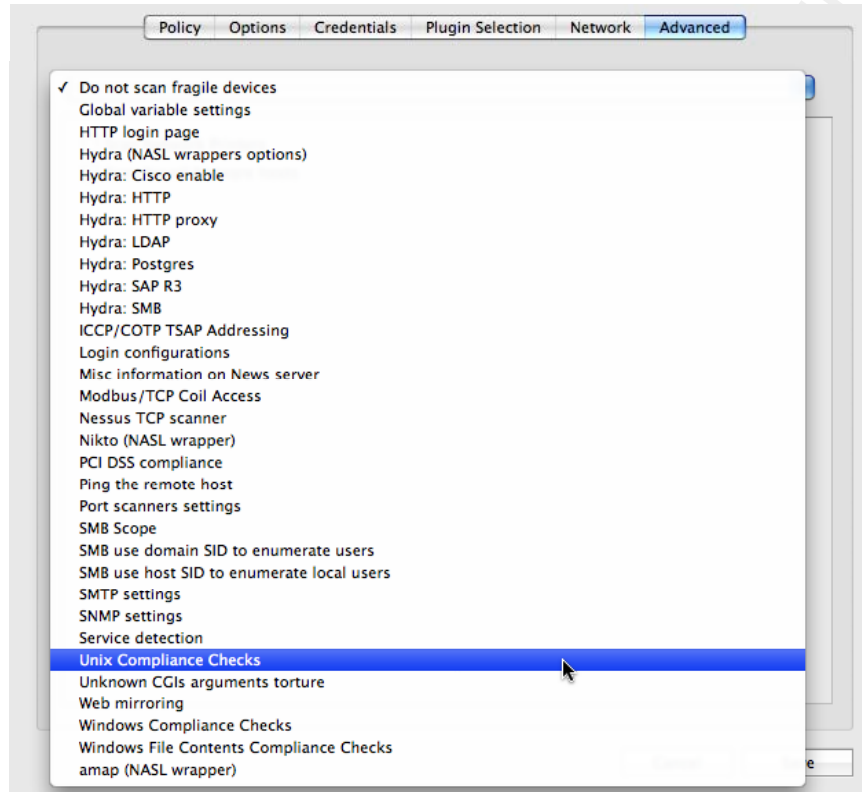 Policy Options Credentials Plugin Selection Network Advanced
✓ Do not scan fragile devices
Global variable settings
HTTP login page
Hydra (NASL wrappers options)
Hydra: Cisco enable
Hydra: HTTP
Hydra: HTTP proxy
Hydra: LDAP
Hydra: Postgres
Hydra: SAP R3
Hydra: SMB
ICCP/COTP TSAP Addressing
Login configurations
Misc information on News server
Modbus/TCP Coil Access
Nessus TCP scanner
Nikto (NASL wrapper)
PCI DSS compliance
Ping the remote host
Port scanners settings
SMB Scope
SMB use domain SID to enumerate users
SMB use host SID to enumerate local users
SMTP settings
SNMP settings
Service detection
Unix Compliance Checks
Unknown CGIs arguments torture
Web mirroring
Windows Compliance Checks
Windows File Contents Compliance Checks
amap (NASL wrapper)